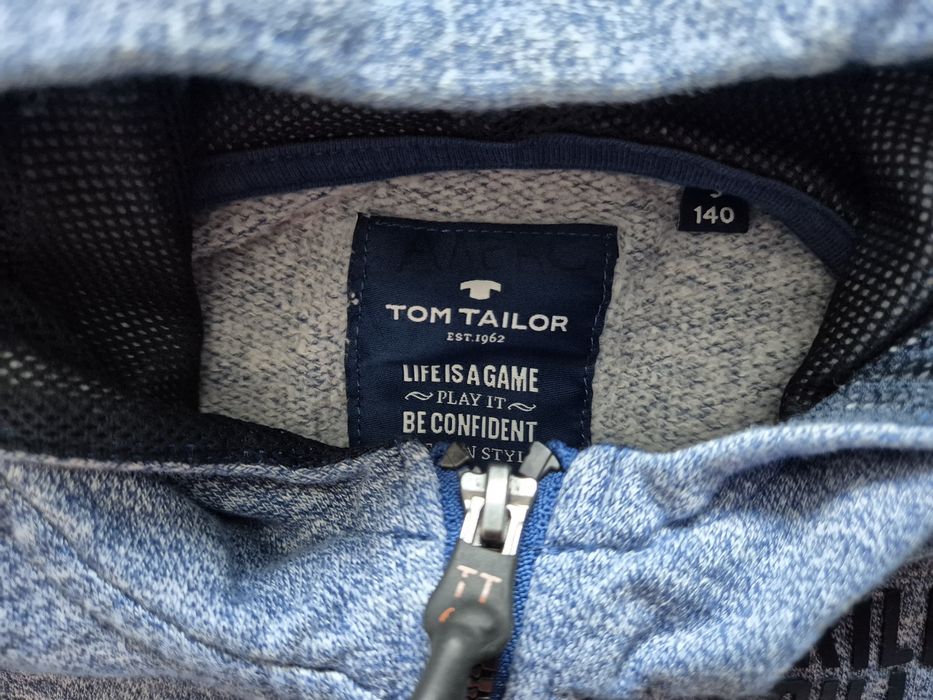 140
TOM TAILOR
EST.1962
LIFE IS A GAME
PLAY IT
BE CONFIDENT
TT